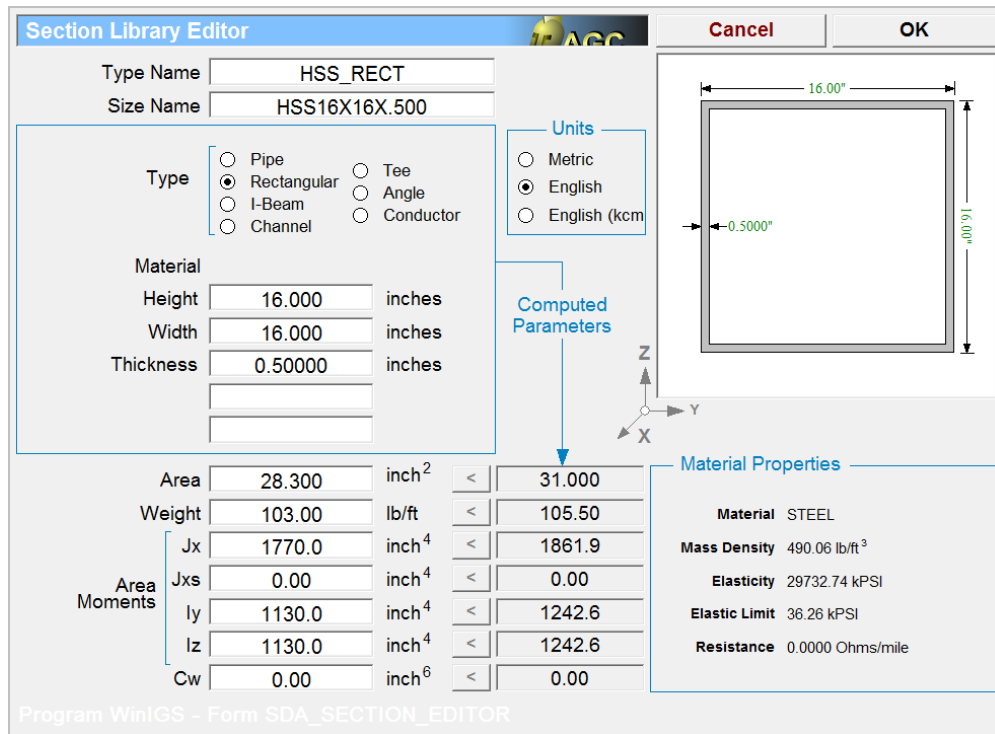 Section Library Editor
AGC
Cancel
OK
Type Name HSS_RECT
Size Name HSS16X16X.500
Type
Pipe
Rectangular
I-Beam
Channel
Tee
Angle
Conductor
Units
Metric
English
English (kcm
Material
Height 16.000 inches
Width 16.000 inches
Thickness 0.50000 inches
Computed
Parameters
16.00"
0.5000"
16.00"
Z
Y
X
Area 28.300 inch2 < 31.000
Weight 103.00 lb/ft < 105.50
Area
Moments
Jx 1770.0 inch4 < 1861.9
Jxs 0.00 inch4 < 0.00
Iy 1130.0 inch4 < 1242.6
Iz 1130.0 inch4 < 1242.6
Cw 0.00 inch6 < 0.00
Material Properties
Material STEEL
Mass Density 490.06 lb/ft3
Elasticity 29732.74 kPSI
Elastic Limit 36.26 kPSI
Resistance 0.0000 Ohms/mile
Program WinIGS - Form SDA_SECTION_EDITOR